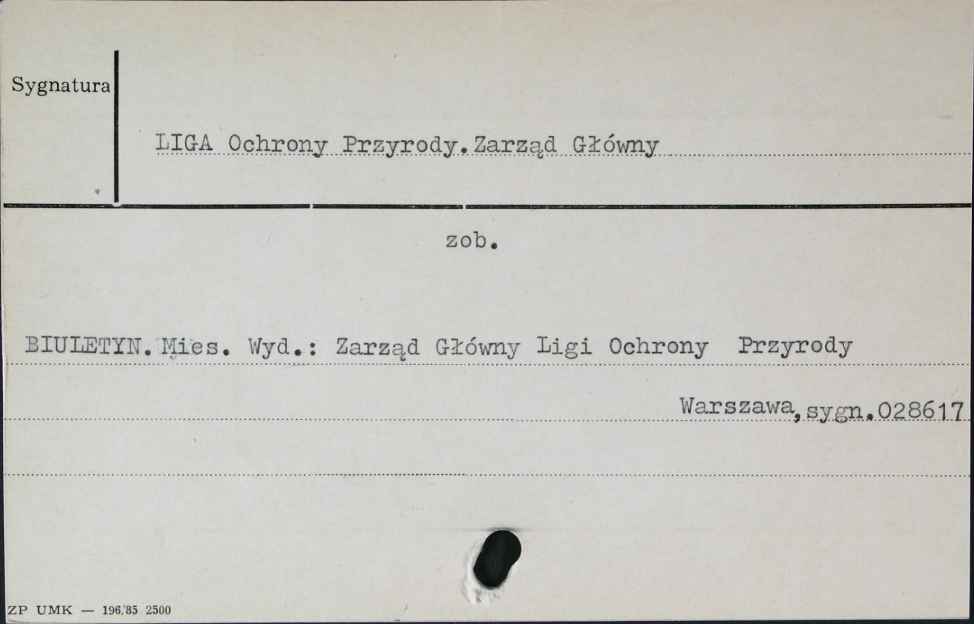 Sygnatura
LIGA Ochrony Przyrody. Zarząd Główny
zob.
BIULETYN. Mies. Wyd.: Zarząd Główny Ligi Ochrony Przyrody
Warszawa, sygn. 028617
ZP UMK — 196/85 2500